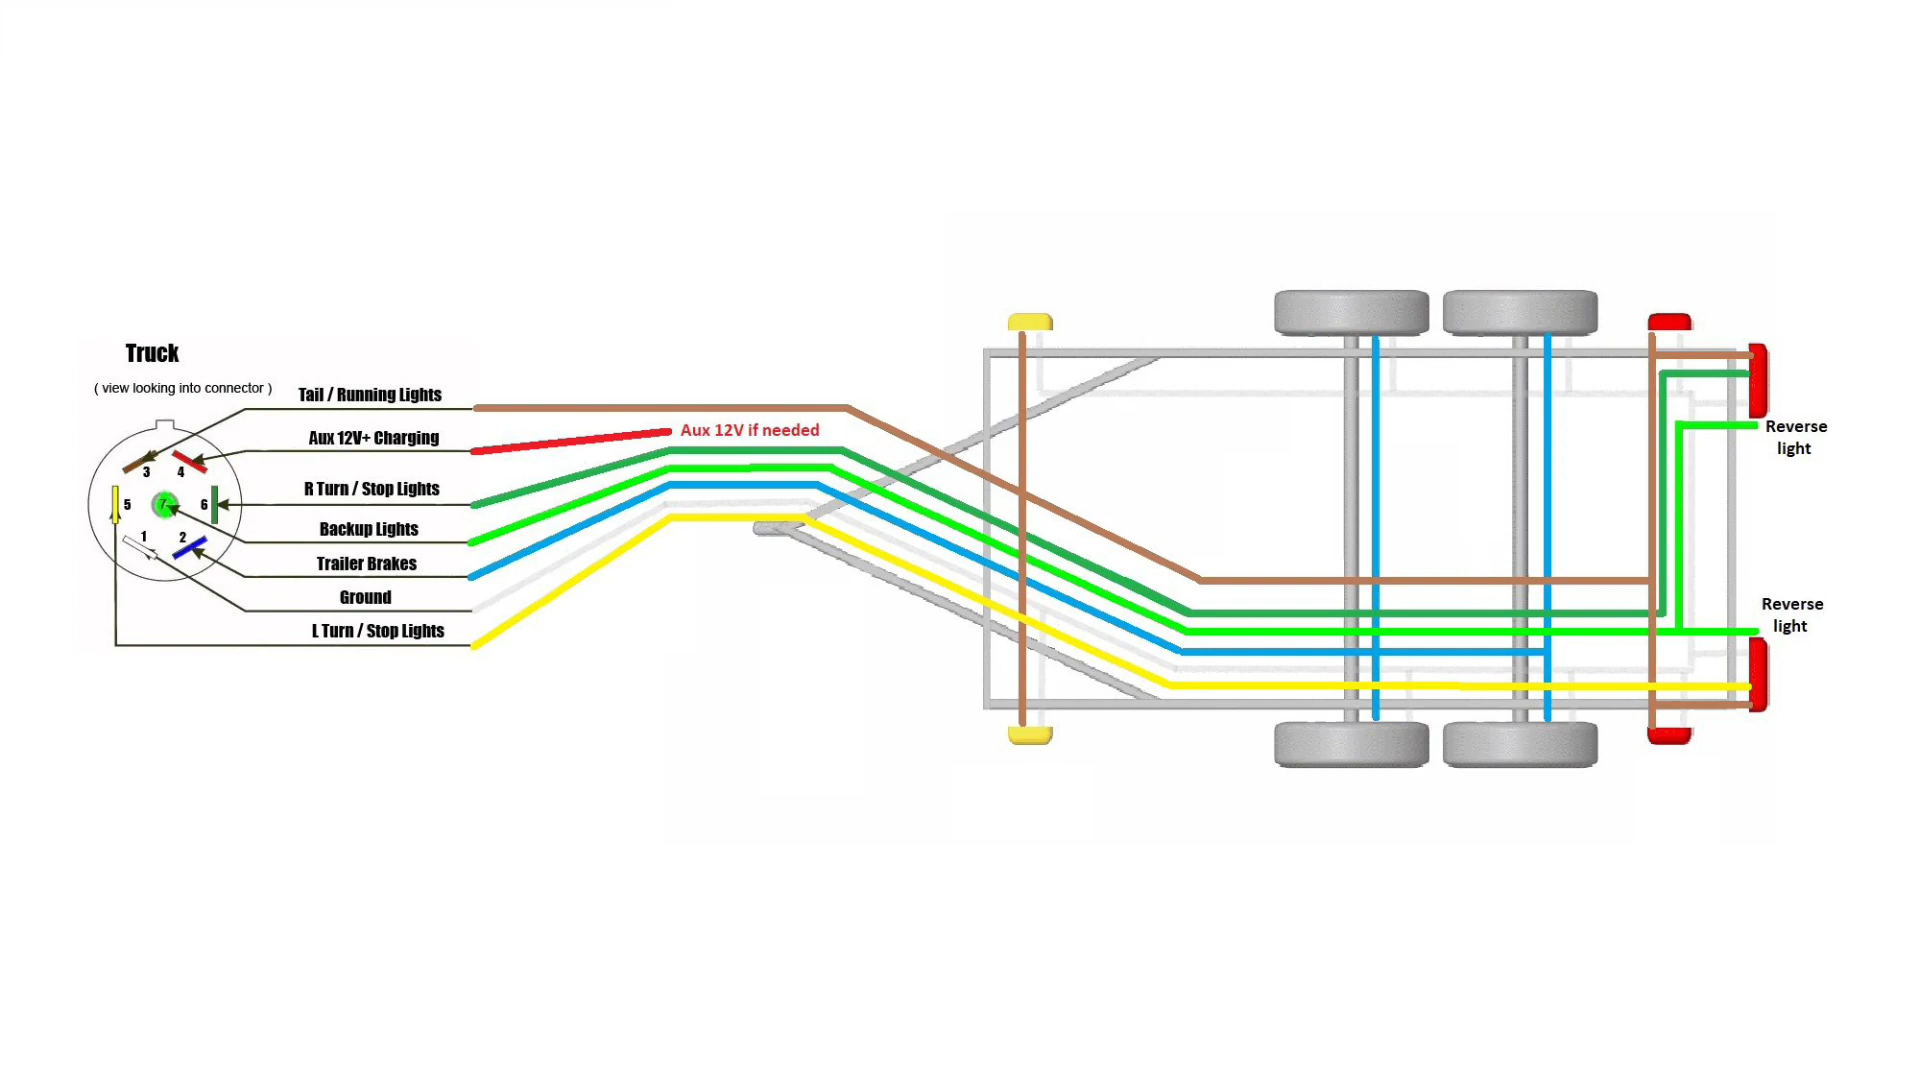 Truck
( view looking into connector )
Tail / Running Lights
Aux 12V+ Charging
Aux 12V if needed
R Turn / Stop Lights
Backup Lights
Trailer Brakes
Ground
L Turn / Stop Lights
3
4
5
7
6
1
2
Reverse
light
Reverse
light